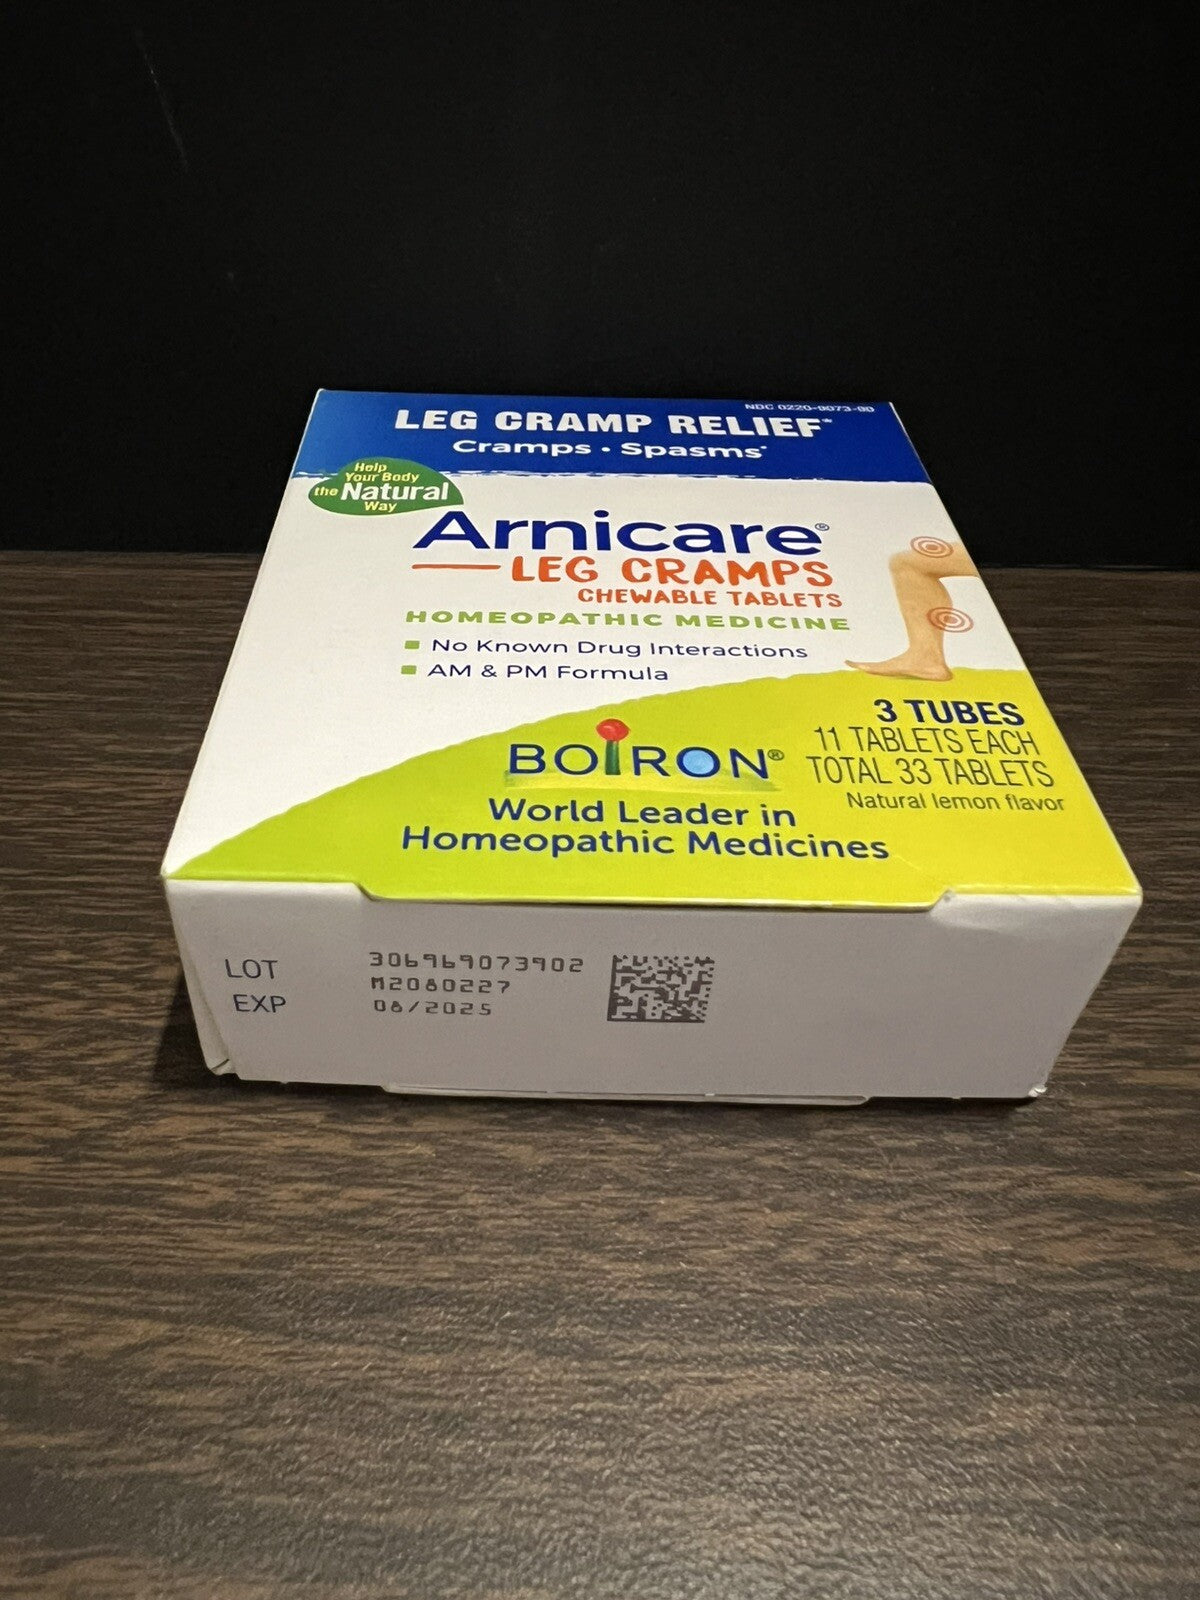 NDC 0220-9073-90
LEG CRAMP RELIEF*
Cramps • Spasms*
Help
Your Body
the Natural
Way
Arnicare®
LEG CRAMPS
CHEWABLE TABLETS
HOMEOPATHIC MEDICINE
No Known Drug Interactions
AM & PM Formula
3 TUBES
11 TABLETS EACH
TOTAL 33 TABLETS
Natural lemon flavor
BOIRON®
World Leader in
Homeopathic Medicines
306969073902
LOT M2080227
EXP 08/2025